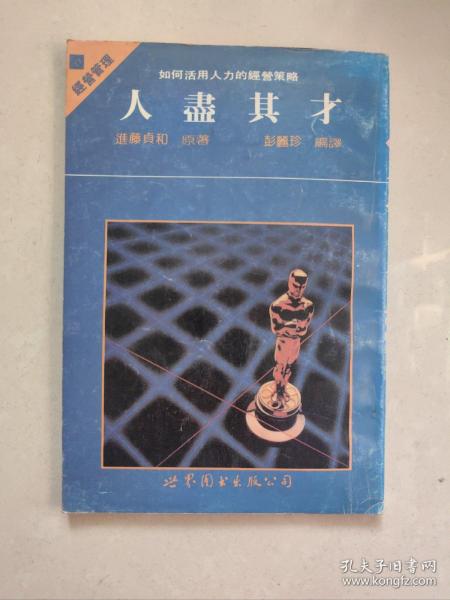 經營管理
如何活用人力的經營策略
人盡其才
進藤貞和 原著 彭麗珍 編譯
世界图书出版公司
孔夫子旧书网
www.kongfz.com